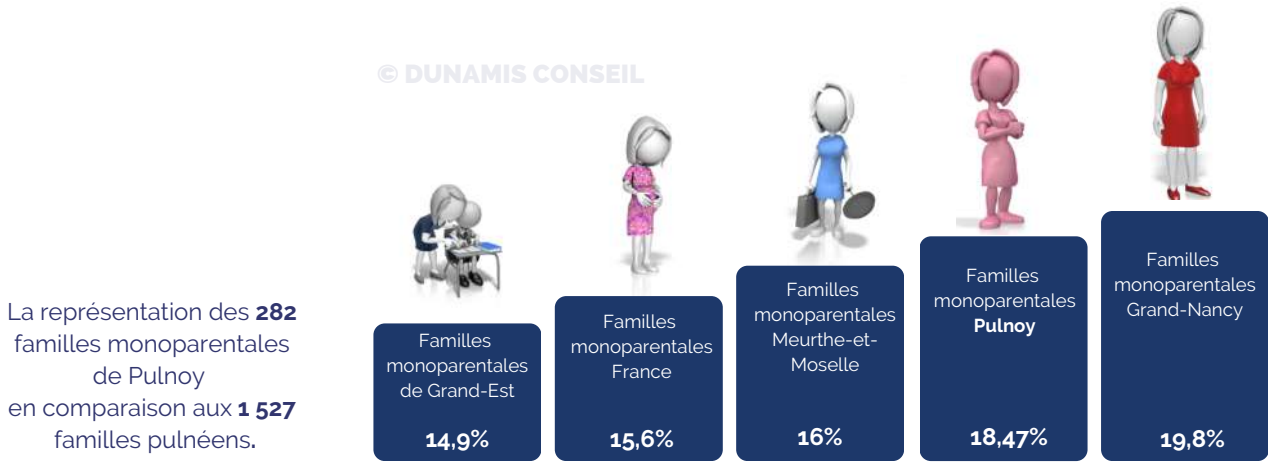 © DUNAMIS CONSEIL
La représentation des 282
familles monoparentales
de Pulnoy
en comparaison aux 1 527
familles pulnéens.
Familles
monoparentales
de Grand-Est
14,9%
Familles
monoparentales
France
15,6%
Familles
monoparentales
Meurthe-et-
Moselle
16%
Familles
monoparentales
Pulnoy
18,47%
Familles
monoparentales
Grand-Nancy
19,8%